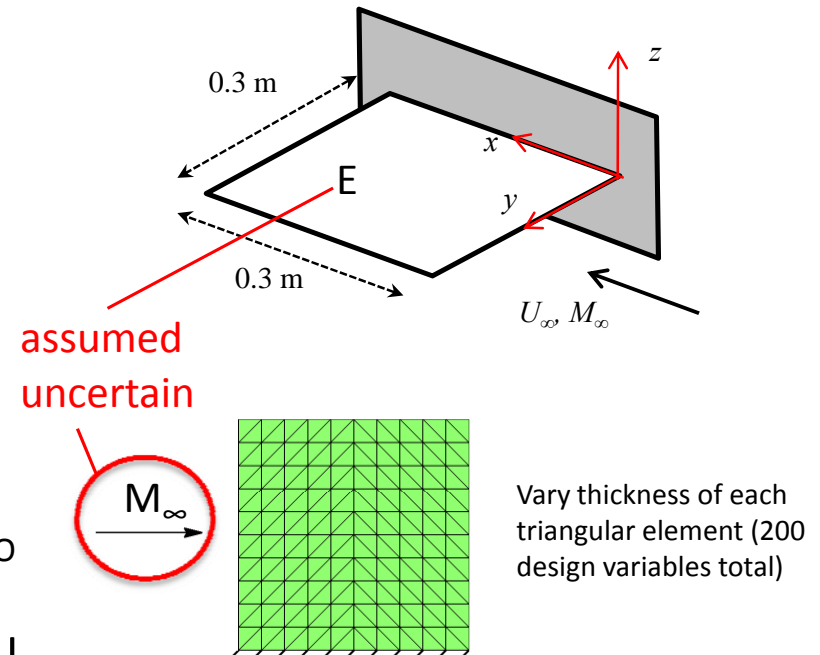 z
0.3 m
x
E
y
0.3 m
U∞, M∞
assumed
uncertain
M∞
Vary thickness of each
triangular element (200
design variables total)